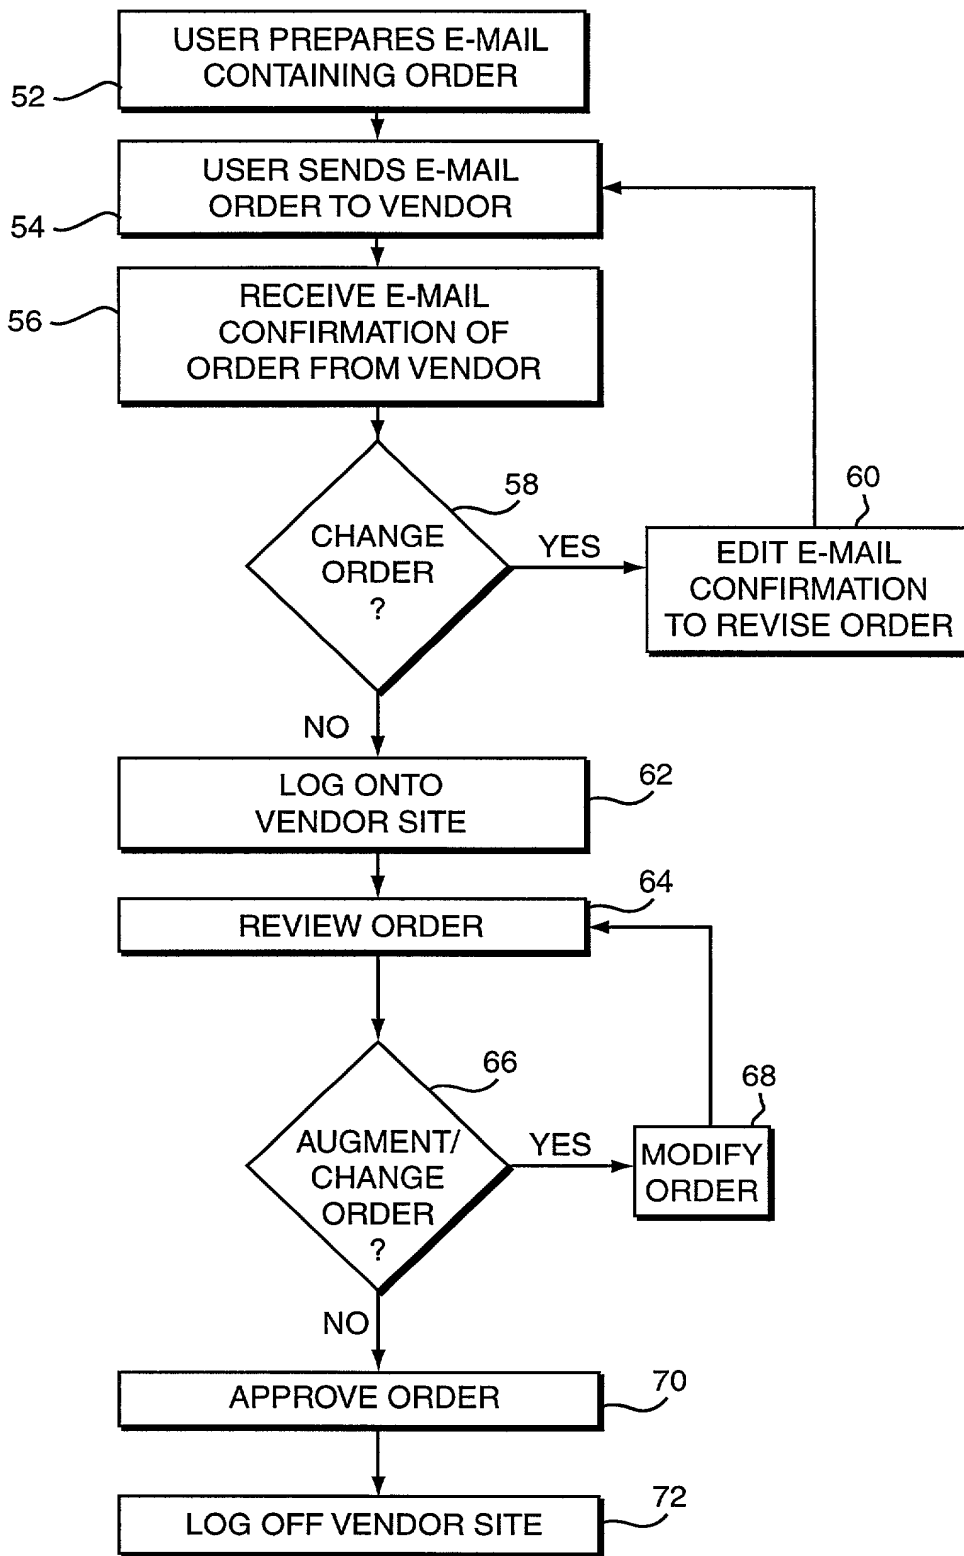 USER PREPARES E-MAIL
CONTAINING ORDER
52
USER SENDS E-MAIL
ORDER TO VENDOR
54
RECEIVE E-MAIL
CONFIRMATION OF
ORDER FROM VENDOR
56
58
CHANGE
ORDER
?
YES
60
EDIT E-MAIL
CONFIRMATION
TO REVISE ORDER
NO
LOG ONTO
VENDOR SITE
62
64
REVIEW ORDER
66
AUGMENT/
CHANGE
ORDER
?
YES
68
MODIFY
ORDER
NO
APPROVE ORDER
70
LOG OFF VENDOR SITE
72